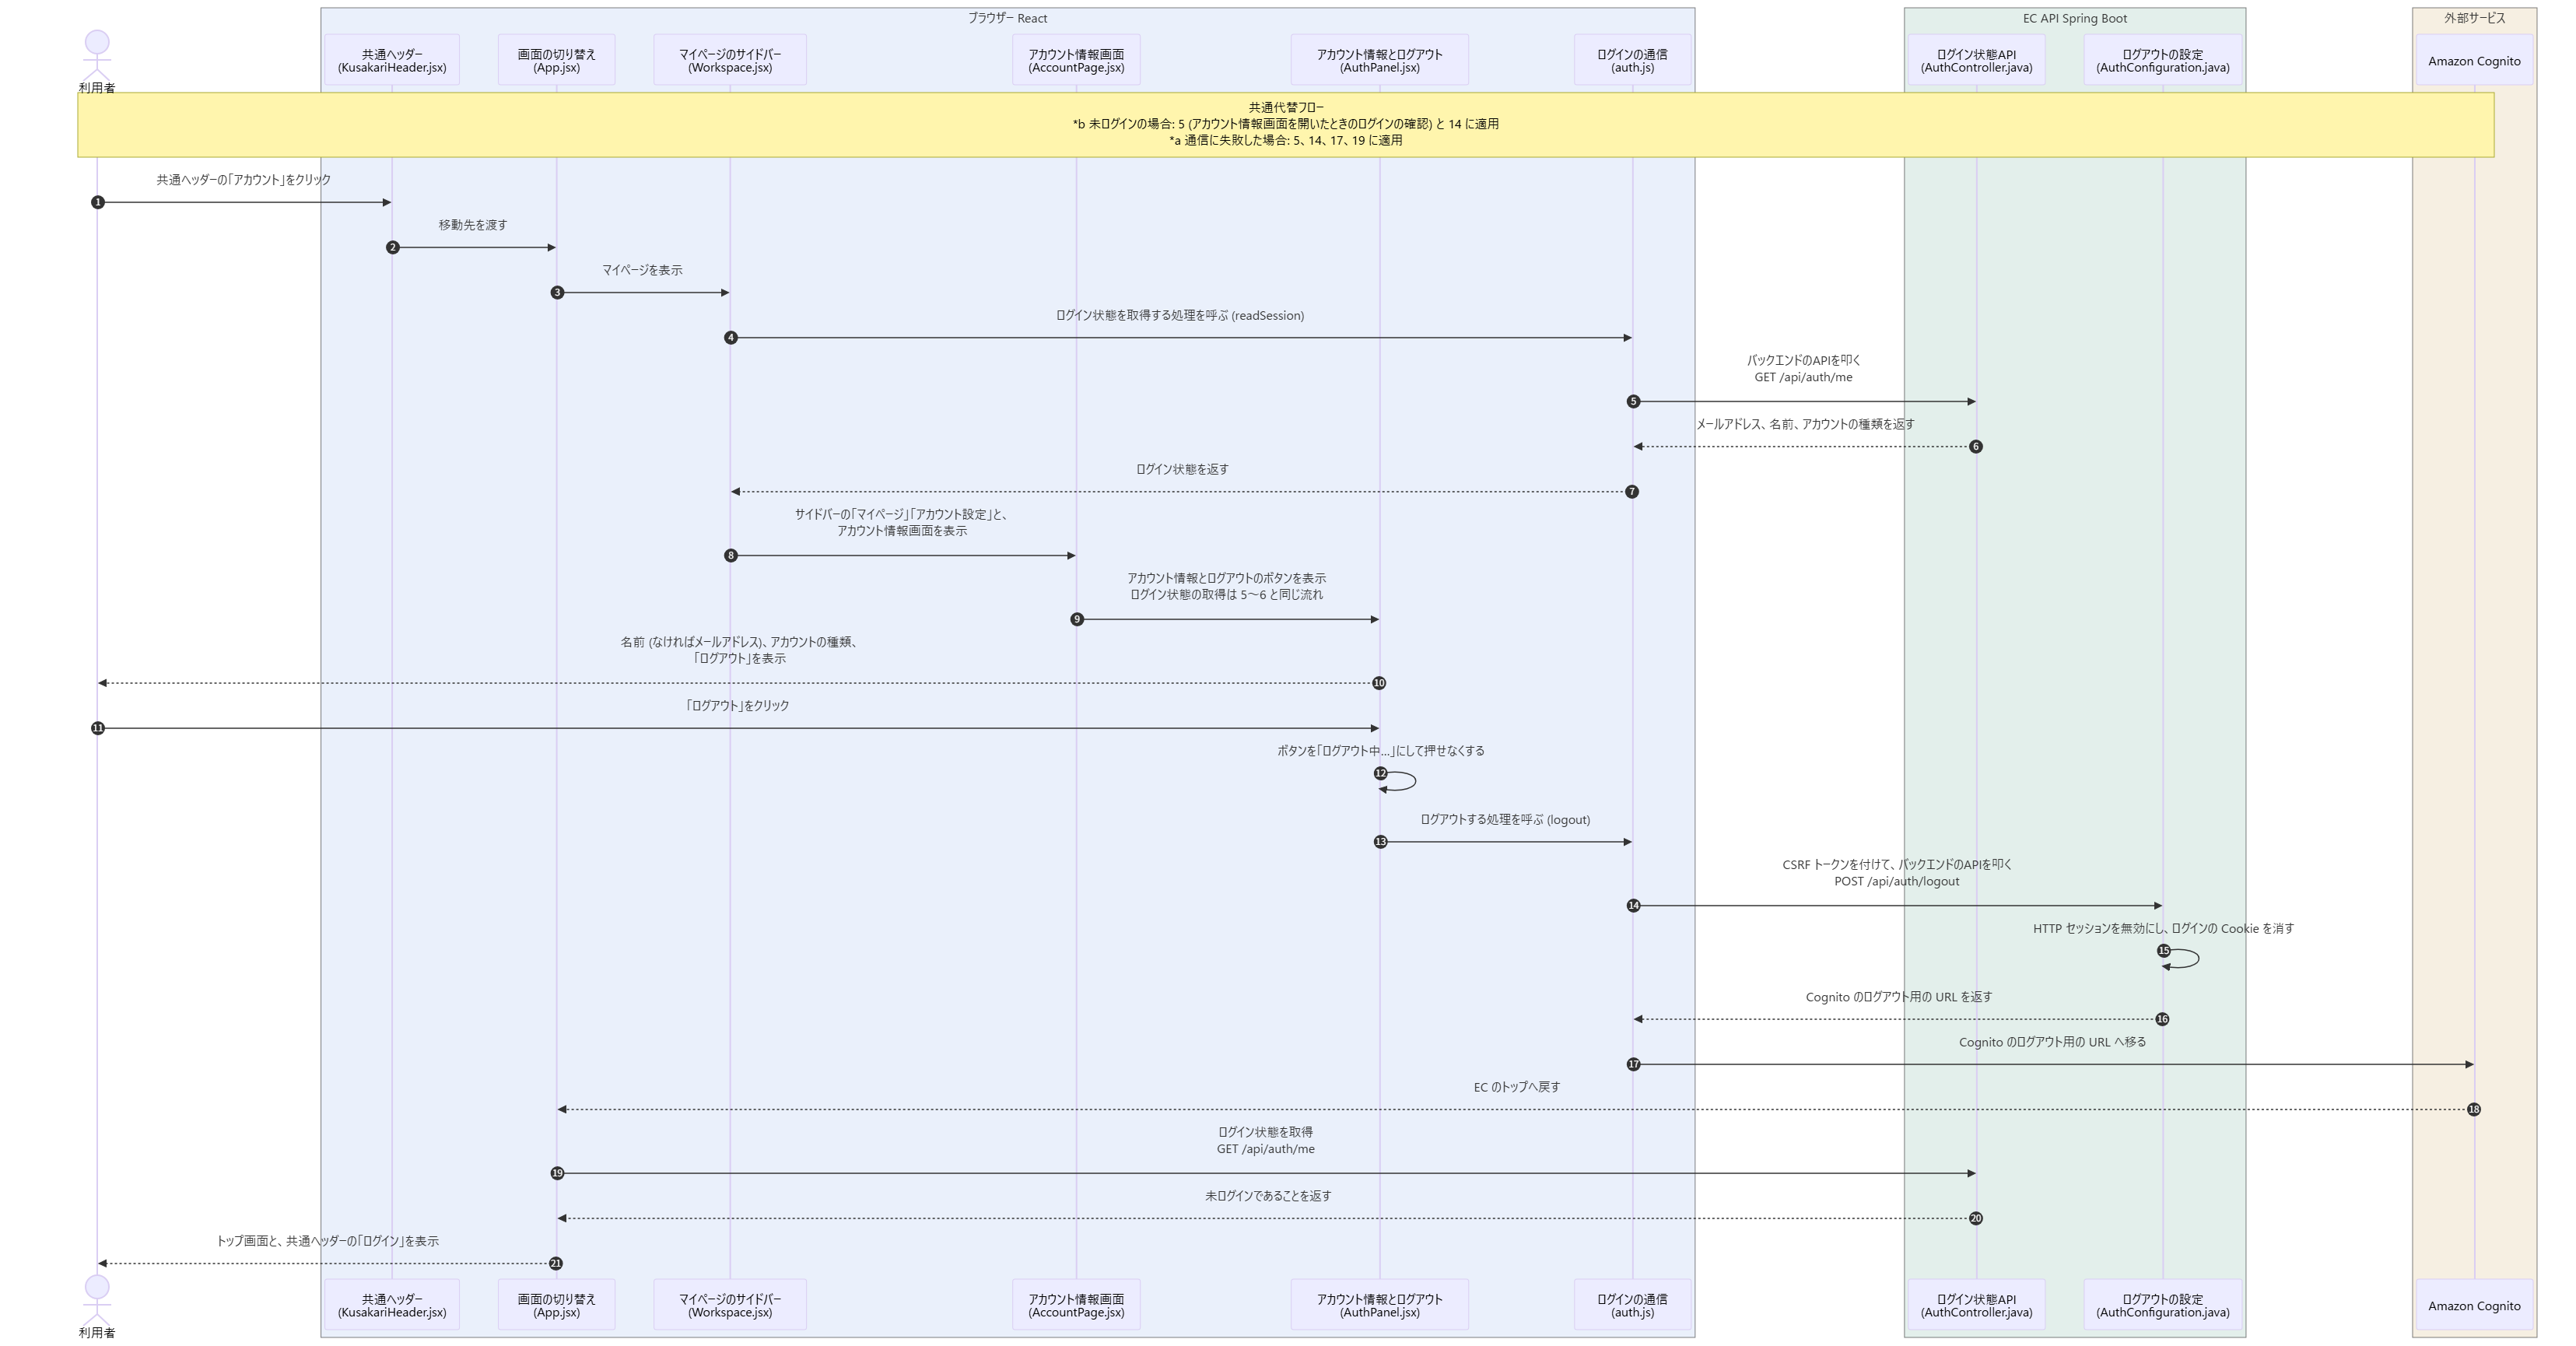 ブラウザー React
EC API Spring Boot
外部サービス
利用者
共通ヘッダー
(KusakariHeader.jsx)
画面の切り替え
(App.jsx)
マイページのサイドバー
(Workspace.jsx)
アカウント情報画面
(AccountPage.jsx)
アカウント情報とログアウト
(AuthPanel.jsx)
ログインの通信
(auth.js)
ログイン状態API
(AuthController.java)
ログアウトの設定
(AuthConfiguration.java)
Amazon Cognito
共通代替フロー
*b 未ログインの場合: 5 (アカウント情報画面を開いたときのログインの確認) と 14 に適用
*a 通信に失敗した場合: 5、14、17、19 に適用
共通ヘッダーの「アカウント」をクリック
1
移動先を渡す
2
マイページを表示
3
ログイン状態を取得する処理を呼ぶ (readSession)
4
バックエンドのAPIを叩く
GET /api/auth/me
5
メールアドレス、名前、アカウントの種類を返す
6
ログイン状態を返す
7
サイドバーの「マイページ」「アカウント設定」と、
アカウント情報画面を表示
8
アカウント情報とログアウトのボタンを表示
ログイン状態の取得は 5～6 と同じ流れ
9
名前 (なければメールアドレス)、アカウントの種類、
「ログアウト」を表示
10
「ログアウト」をクリック
11
ボタンを「ログアウト中...」にして押せなくする
12
ログアウトする処理を呼ぶ (logout)
13
CSRF トークンを付けて、バックエンドのAPIを叩く
POST /api/auth/logout
14
HTTP セッションを無効にし、ログインの Cookie を消す
15
Cognito のログアウト用の URL を返す
16
Cognito のログアウト用の URL へ移る
17
EC のトップへ戻す
18
ログイン状態を取得
GET /api/auth/me
19
未ログインであることを返す
20
トップ画面と、共通ヘッダーの「ログイン」を表示
21
利用者
共通ヘッダー
(KusakariHeader.jsx)
画面の切り替え
(App.jsx)
マイページのサイドバー
(Workspace.jsx)
アカウント情報画面
(AccountPage.jsx)
アカウント情報とログアウト
(AuthPanel.jsx)
ログインの通信
(auth.js)
ログイン状態API
(AuthController.java)
ログアウトの設定
(AuthConfiguration.java)
Amazon Cognito